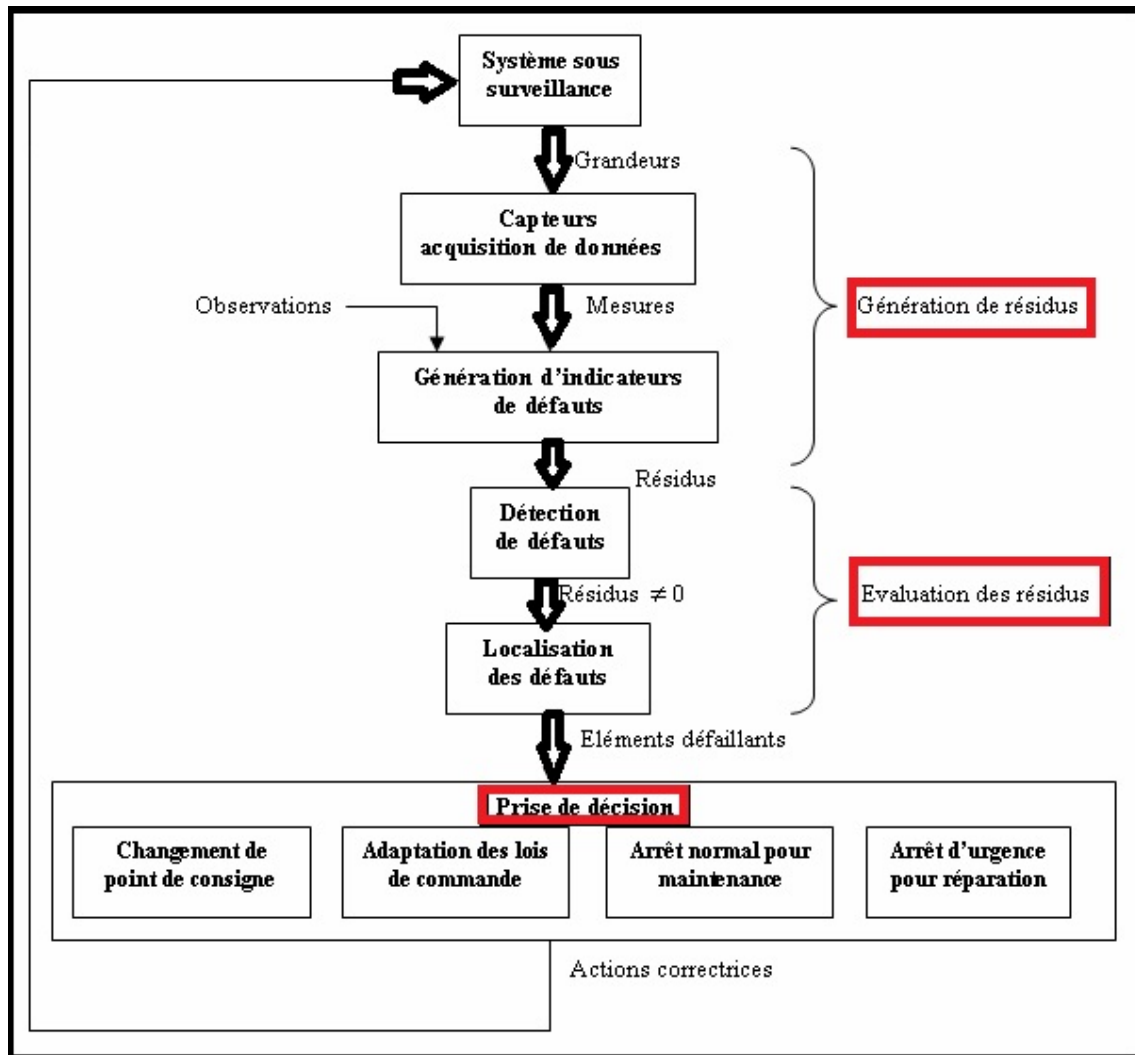 Système sous
surveillance
Grandeurs
Capteurs
acquisition de données
Génération de résidus
Observations
Mesures
Génération d'indicateurs
de défauts
Résidus
Détection
de défauts
Résidus ≠ 0
Evaluation des résidus
Localisation
des défauts
Eléments défaillants
Prise de décision
Changement de
point de consigne
Adaptation des lois
de commande
Arrêt normal pour
maintenance
Arrêt d'urgence
pour réparation
Actions correctrices